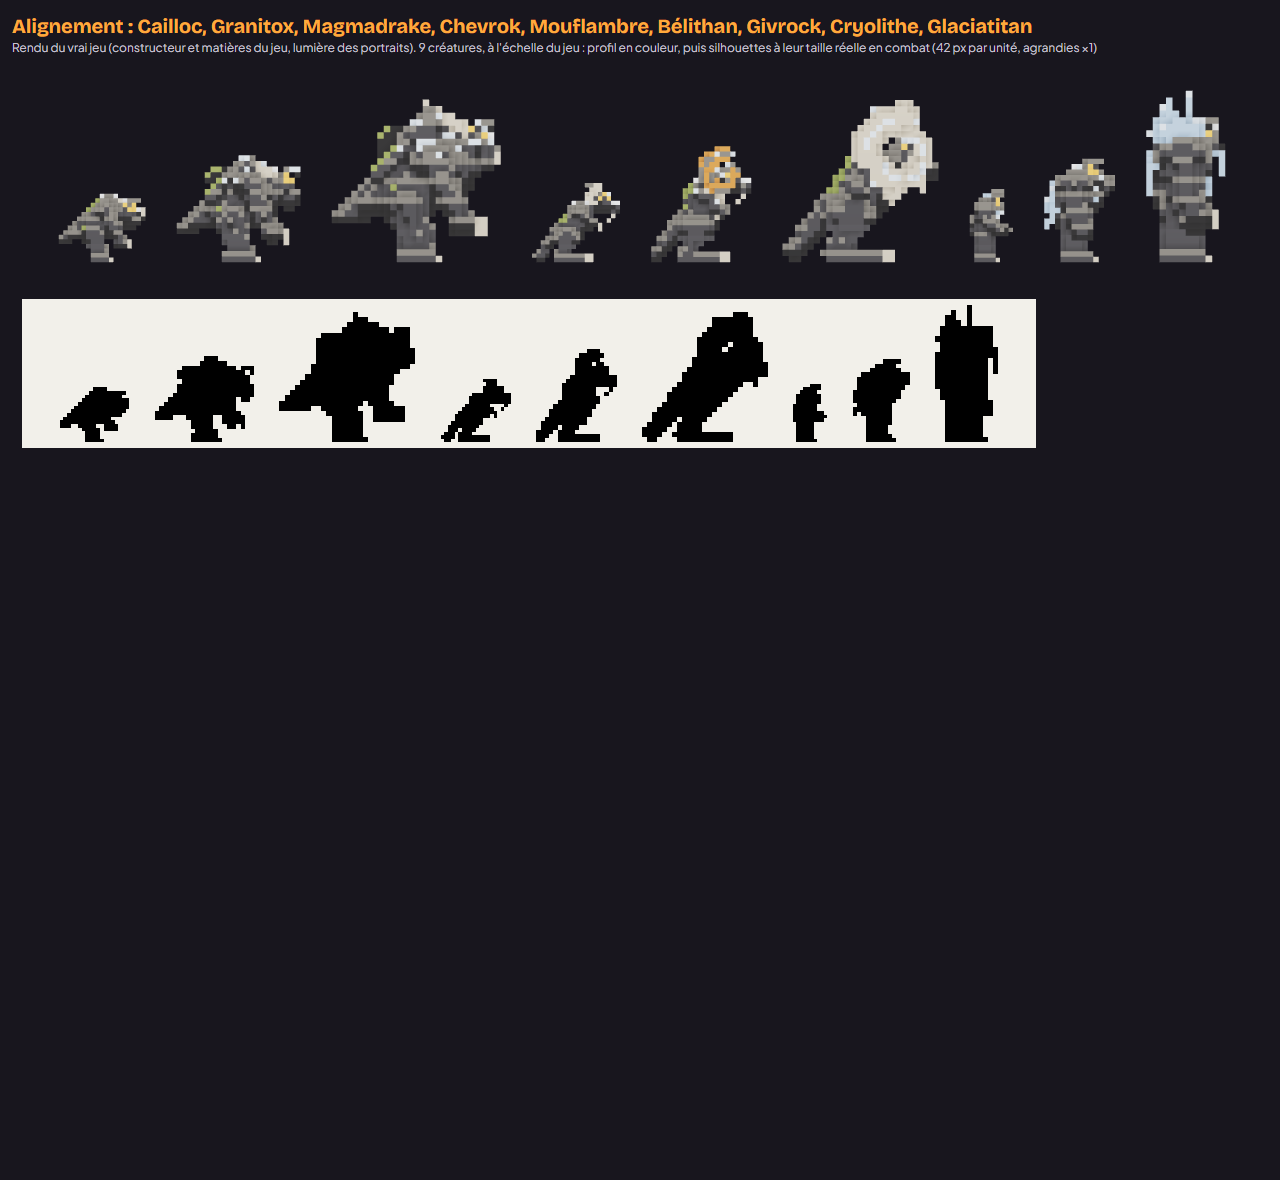 Alignement : Cailloc, Granitox, Magmadrake, Chevrok, Mouflambre, Bélithan, Givrock, Cryolithe, Glaciatitan
Rendu du vrai jeu (constructeur et matières du jeu, lumière des portraits). 9 créatures, à l'échelle du jeu : profil en couleur, puis silhouettes à leur taille réelle en combat (42 px par unité, agrandies ×1)